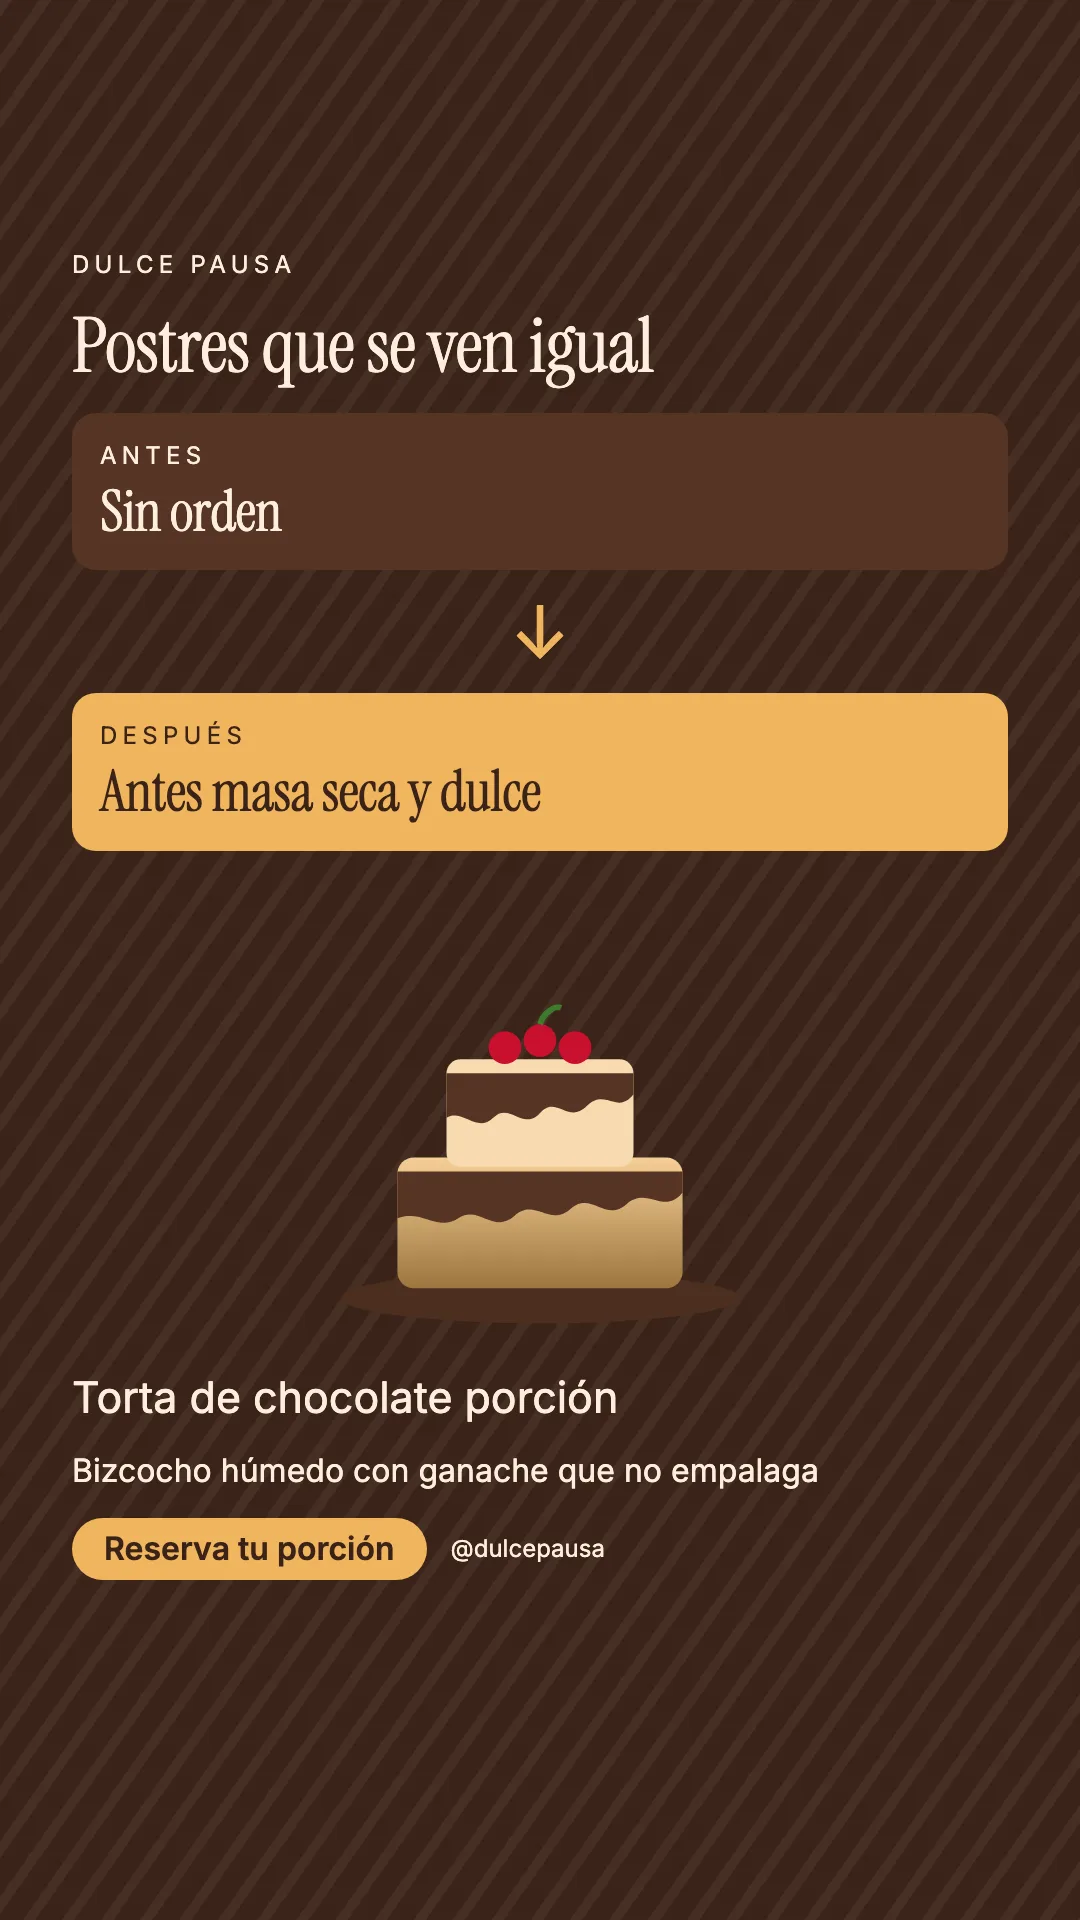 DULCE PAUSA
Postres que se ven igual
ANTES
Sin orden
DESPUÉS
Antes masa seca y dulce
Torta de chocolate porción
Bizcocho húmedo con ganache que no empalaga
Reserva tu porción
@dulcepausa